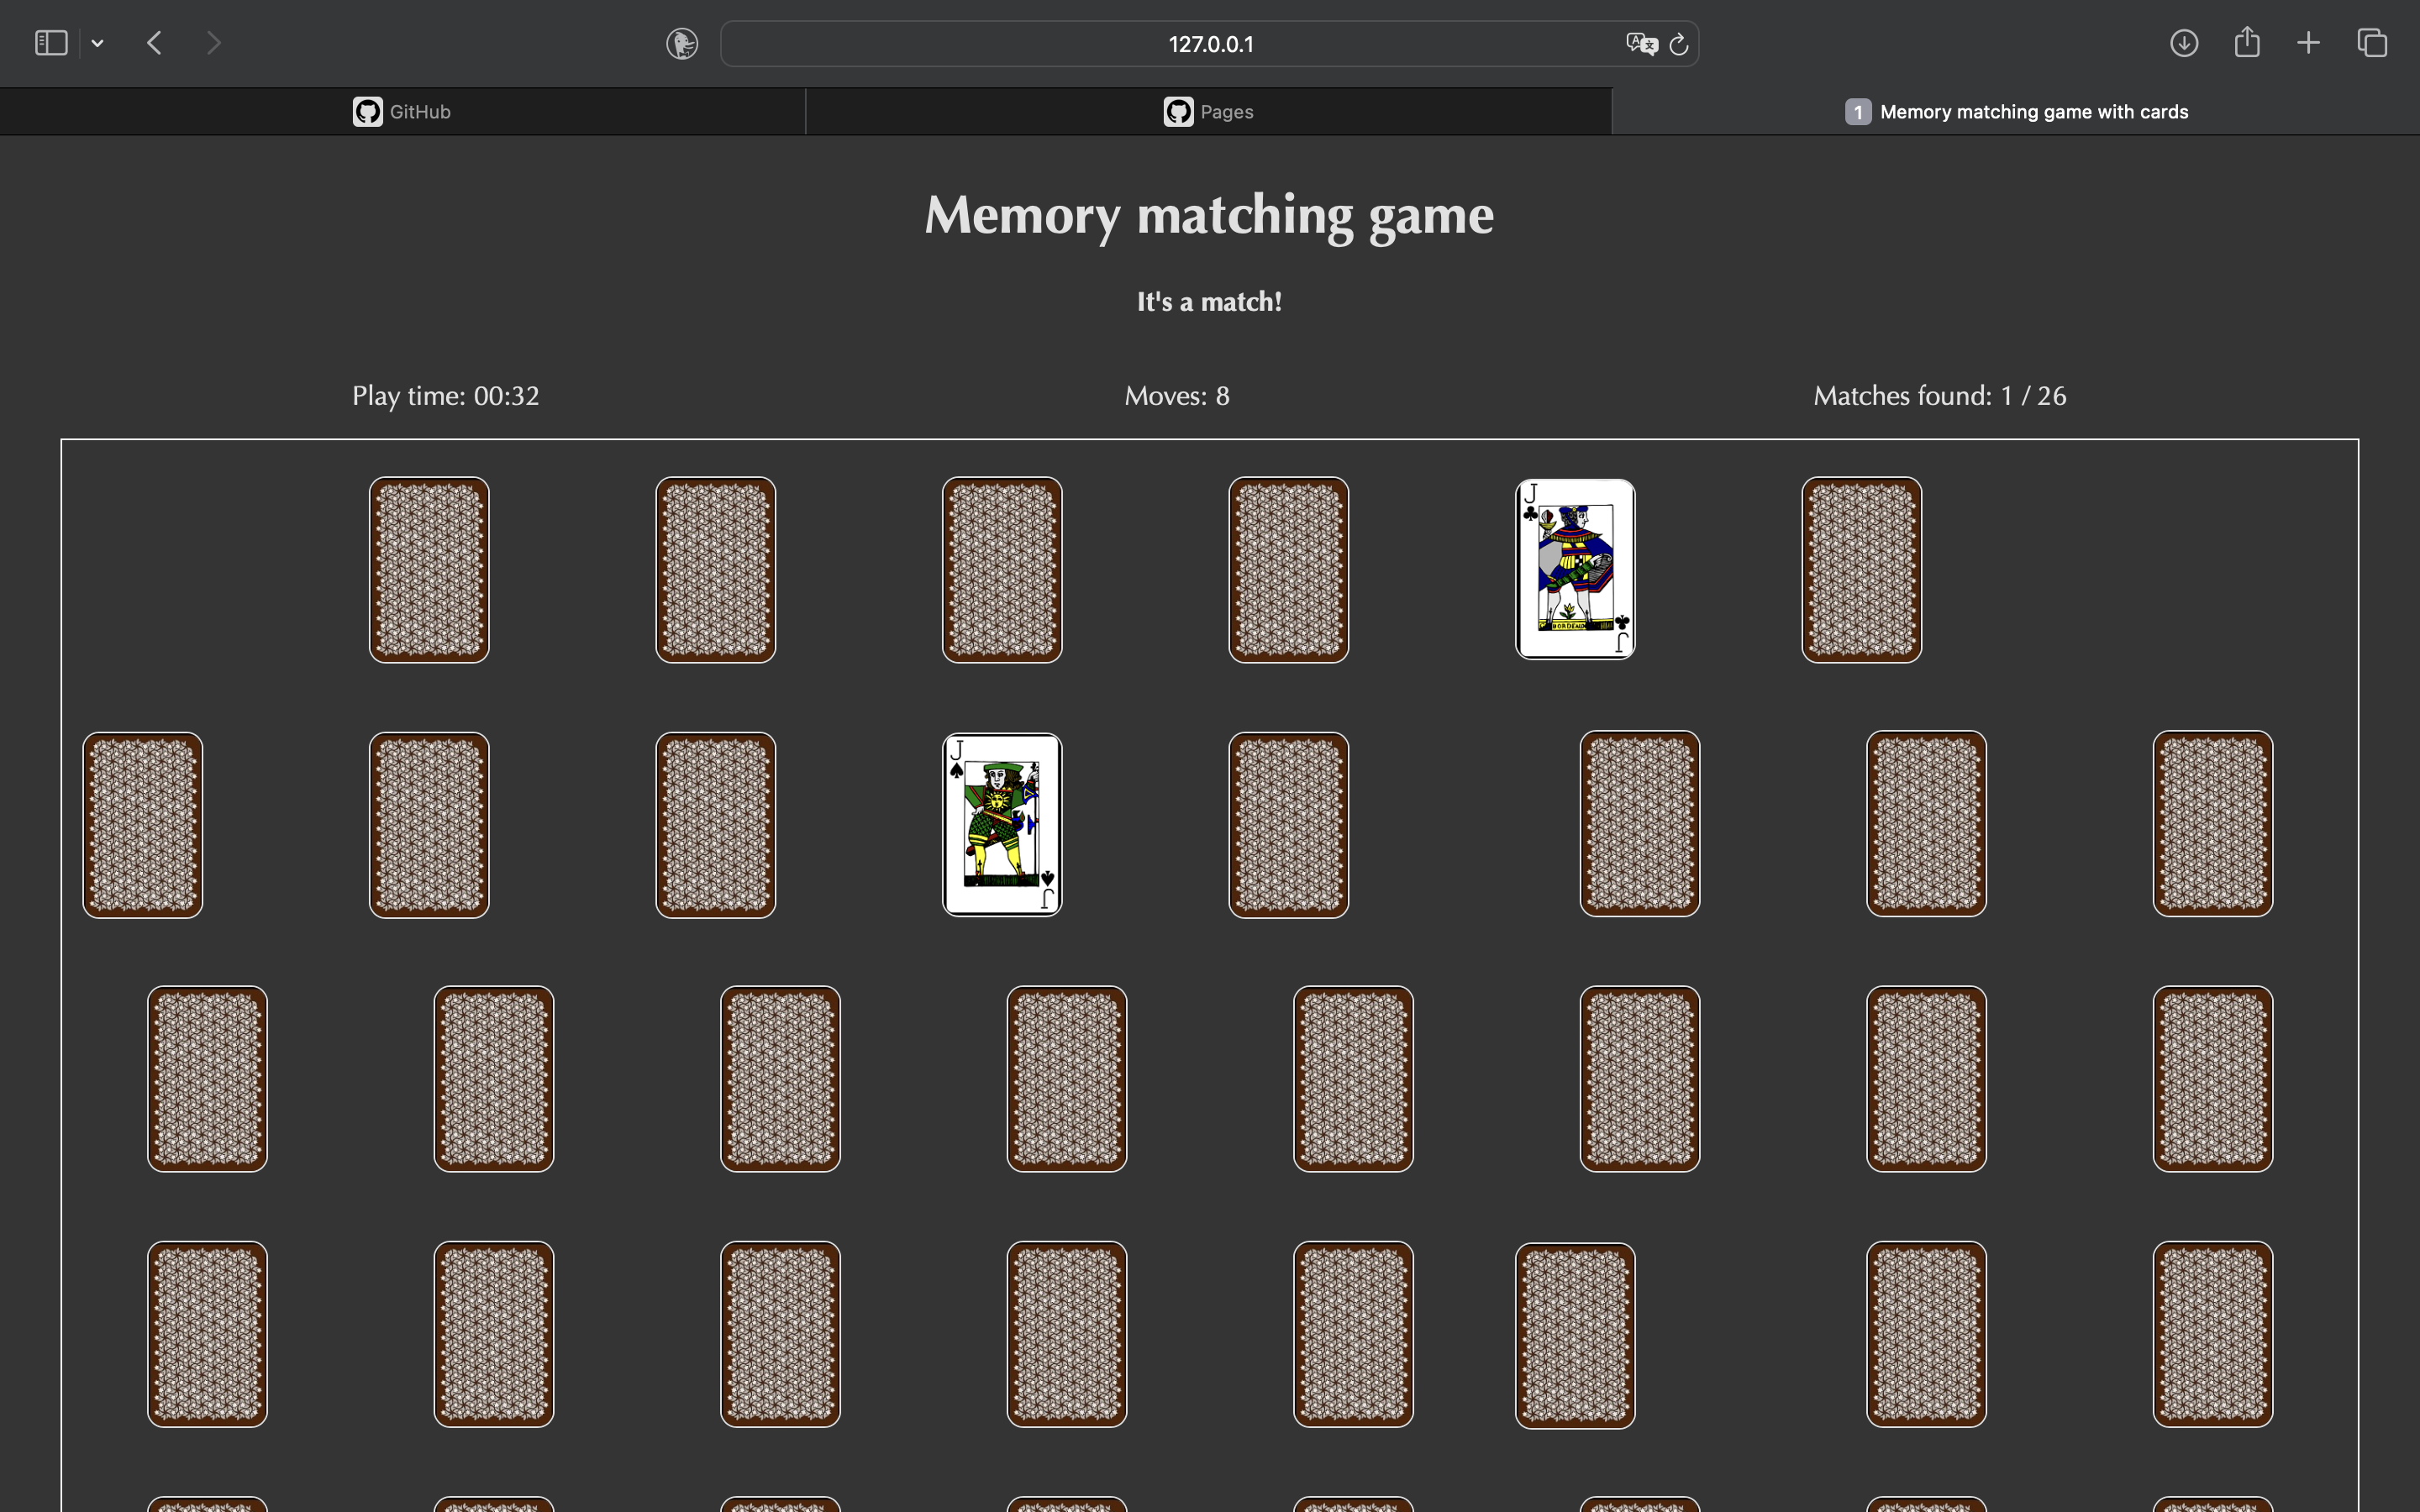 127.0.0.1
GitHub
Pages
1 Memory matching game with cards
Memory matching game
It's a match!
Play time: 00:32
Moves: 8
Matches found: 1 / 26
J
BORDEAUX
J
J
J